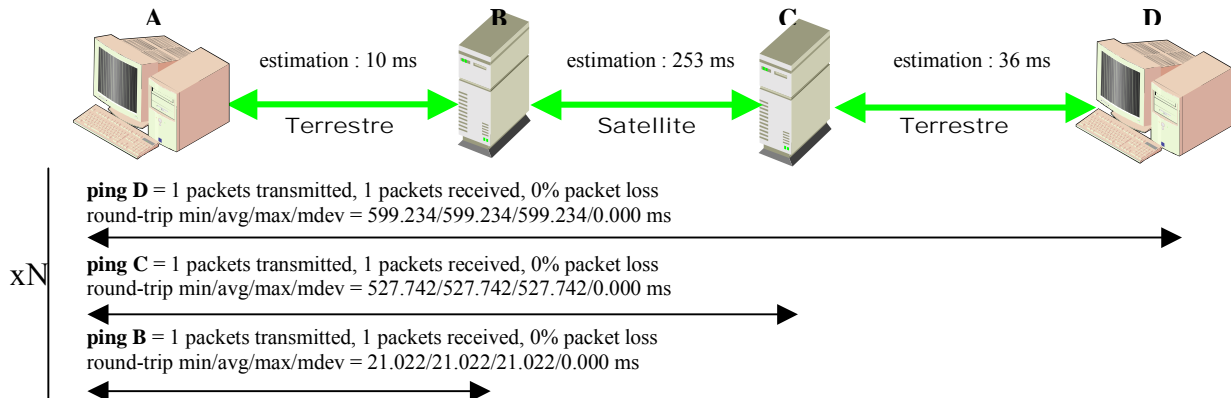 A B C D
estimation : 10 ms estimation : 253 ms estimation : 36 ms
Terrestre Satellite Terrestre
ping D = 1 packets transmitted, 1 packets received, 0% packet loss
round-trip min/avg/max/mdev = 599.234/599.234/599.234/0.000 ms
xN
ping C = 1 packets transmitted, 1 packets received, 0% packet loss
round-trip min/avg/max/mdev = 527.742/527.742/527.742/0.000 ms
ping B = 1 packets transmitted, 1 packets received, 0% packet loss
round-trip min/avg/max/mdev = 21.022/21.022/21.022/0.000 ms